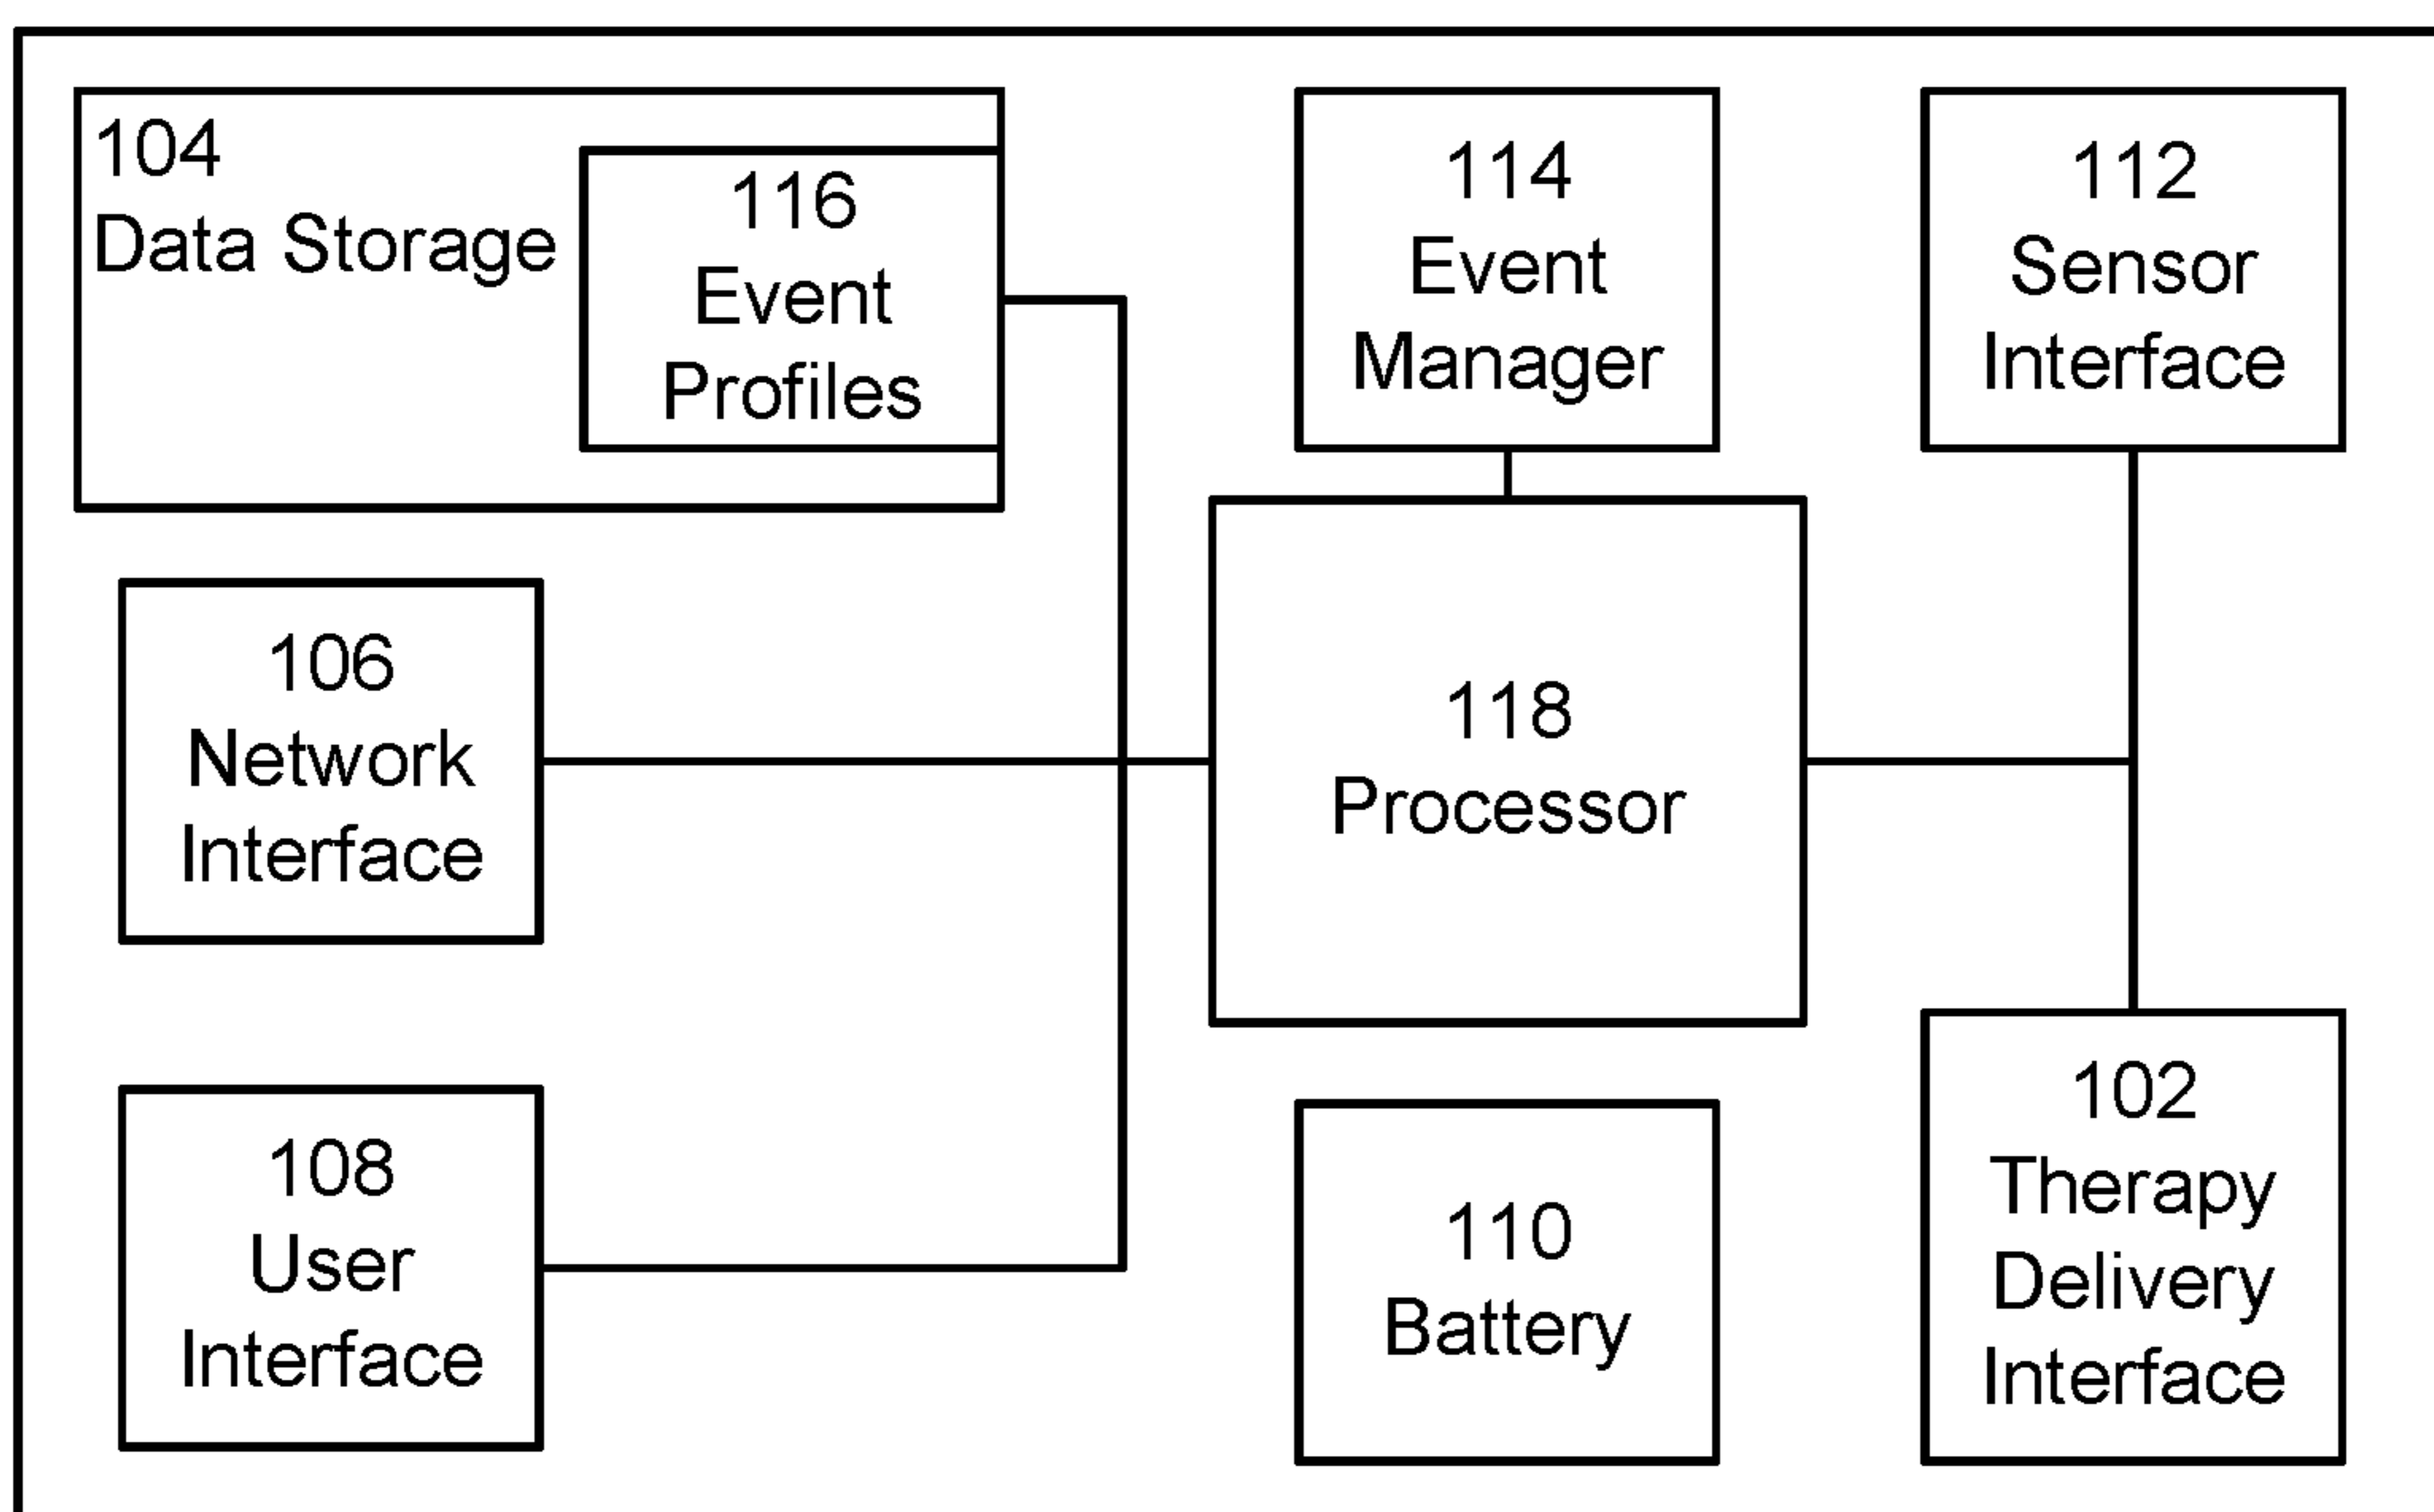 104
Data Storage
116
Event
Profiles
114
Event
Manager
112
Sensor
Interface
106
Network
Interface
118
Processor
108
User
Interface
110
Battery
102
Therapy
Delivery
Interface